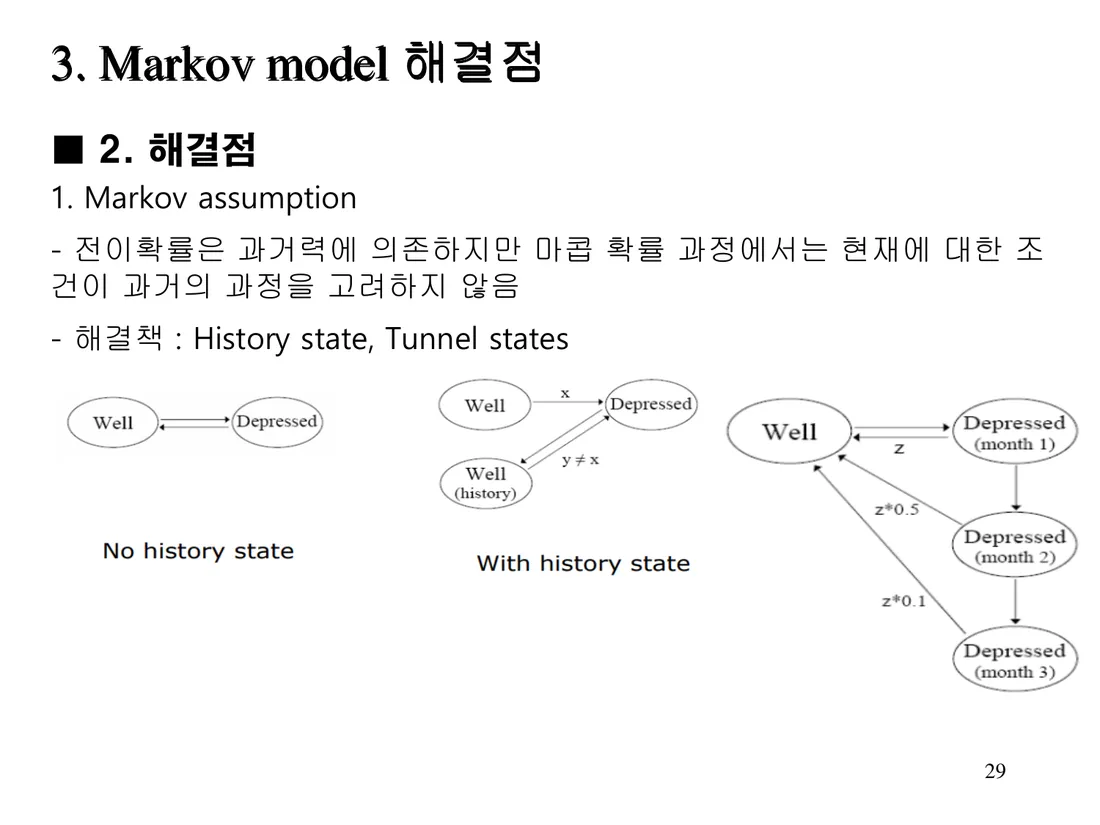 3. Markov model 해결점
■ 2. 해결점
1. Markov assumption
- 전이확률은 과거력에 의존하지만 마콥 확률 과정에서는 현재에 대한 조
건이 과거의 과정을 고려하지 않음
- 해결책 : History state, Tunnel states
Well
Depressed
No history state
Well
x
Depressed
y ≠ x
Well
(history)
With history state
Well
z
Depressed
(month 1)
z*0.5
Depressed
(month 2)
z*0.1
Depressed
(month 3)
29